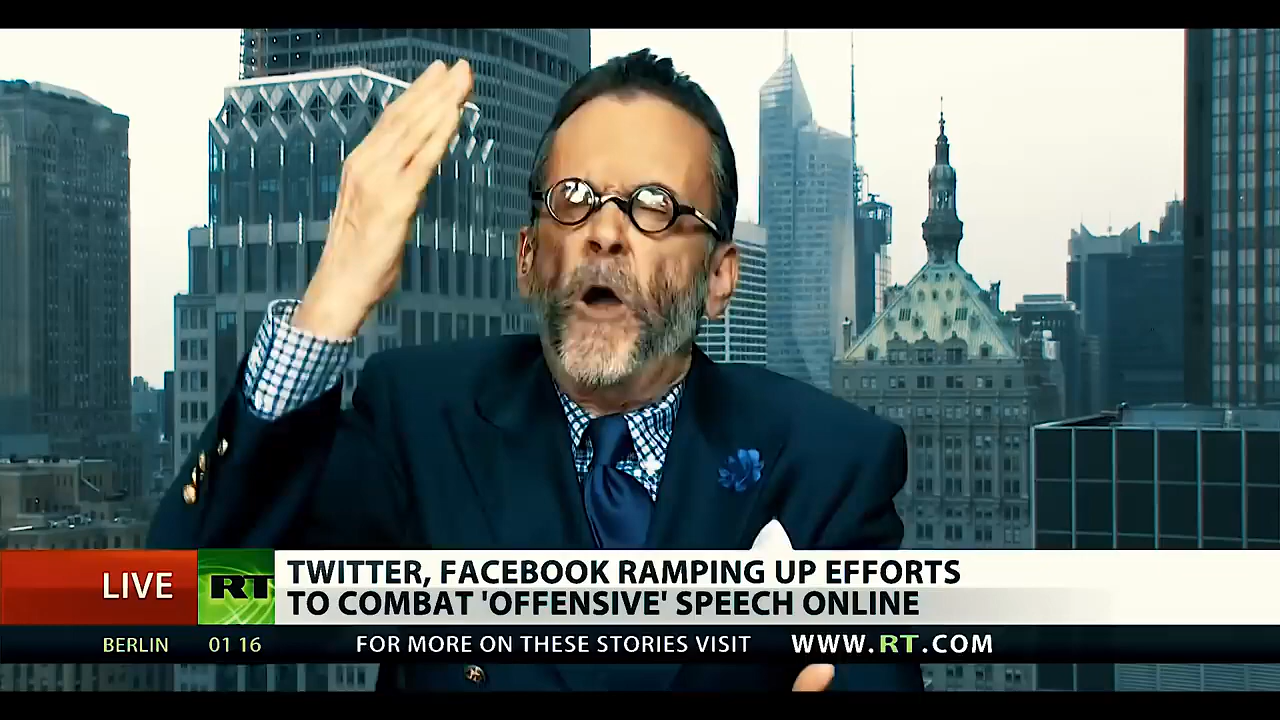 LIVE
RT
TWITTER, FACEBOOK RAMPING UP EFFORTS
TO COMBAT 'OFFENSIVE' SPEECH ONLINE
BERLIN 01 16 FOR MORE ON THESE STORIES VISIT WWW.RT.COM